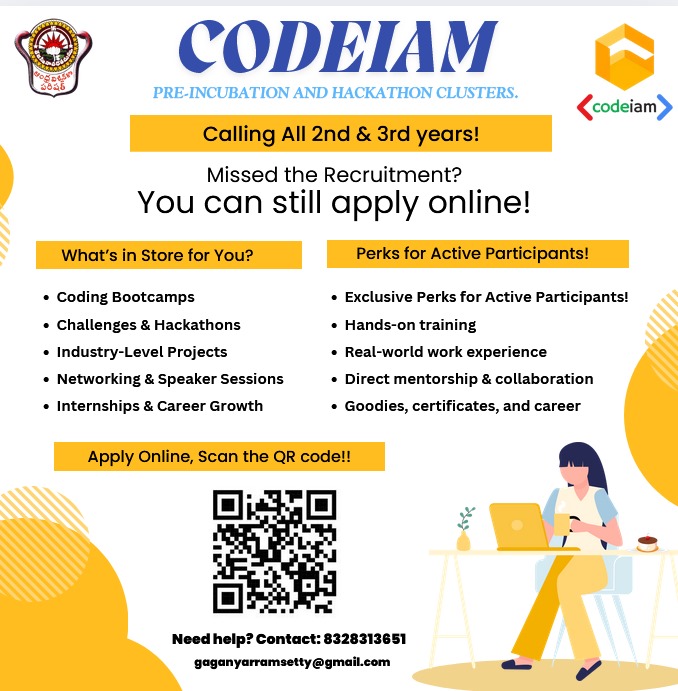 CODEIAM
PRE-INCUBATION AND HACKATHON CLUSTERS.
codeiam
Calling All 2nd & 3rd years!
Missed the Recruitment?
You can still apply online!
What's in Store for You?
• Coding Bootcamps
• Challenges & Hackathons
• Industry-Level Projects
• Networking & Speaker Sessions
• Internships & Career Growth
Perks for Active Participants!
• Exclusive Perks for Active Participants!
• Hands-on training
• Real-world work experience
• Direct mentorship & collaboration
• Goodies, certificates, and career
Apply Online, Scan the QR code!!
Need help? Contact: 8328313651
gaganyarramsetty@gmail.com